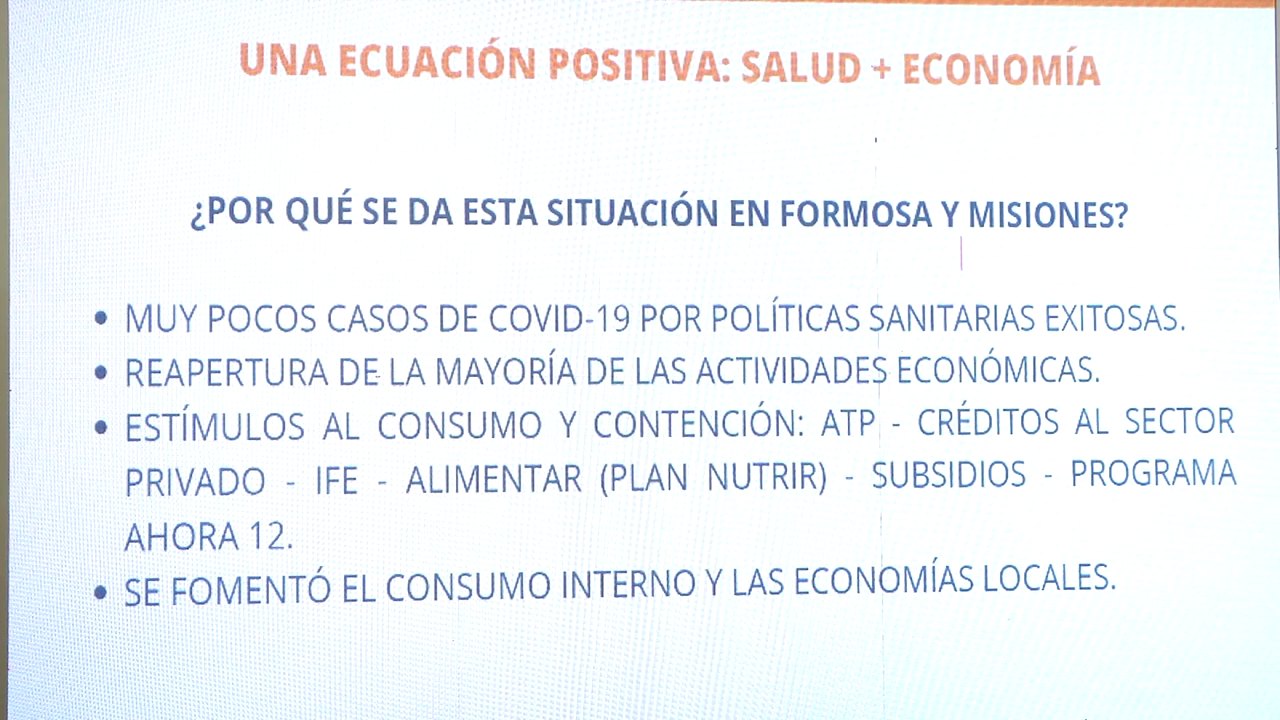 UNA ECUACIÓN POSITIVA: SALUD + ECONOMÍA
¿POR QUÉ SE DA ESTA SITUACIÓN EN FORMOSA Y MISIONES?
• MUY POCOS CASOS DE COVID-19 POR POLÍTICAS SANITARIAS EXITOSAS.
• REAPERTURA DE LA MAYORÍA DE LAS ACTIVIDADES ECONÓMICAS.
• ESTÍMULOS AL CONSUMO Y CONTENCIÓN: ATP - CRÉDITOS AL SECTOR
PRIVADO - IFE - ALIMENTAR (PLAN NUTRIR) - SUBSIDIOS - PROGRAMA
AHORA 12.
• SE FOMENTÓ EL CONSUMO INTERNO Y LAS ECONOMÍAS LOCALES.